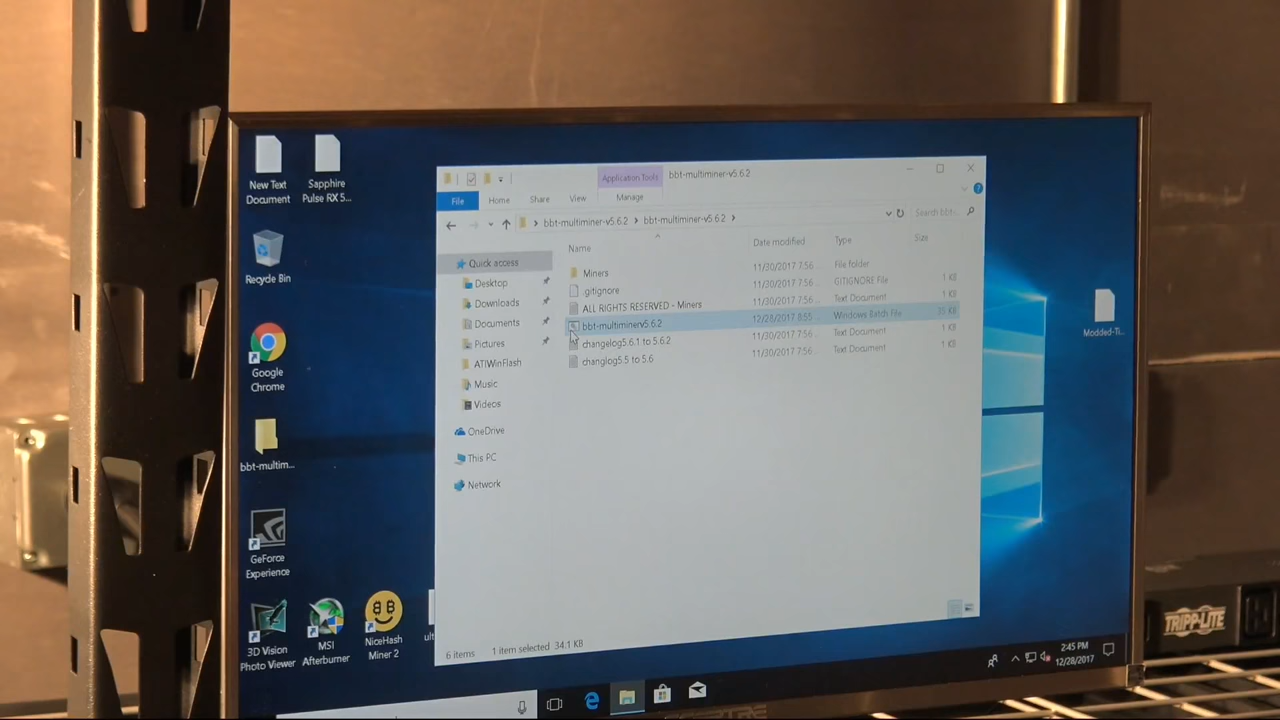 New Text
Document
Sapphire
Pulse RX 5...
Recycle Bin
Google
Chrome
bbt-multim...
GeForce
Experience
3D Vision
Photo Viewer
MSI
Afterburner
NiceHash
Miner 2
ult
Modded-Ti...
Application Tools
bbt-multiminer-v5.6.2
File
Home
Share
View
Manage
bbt-multiminer-v5.6.2
bbt-multiminer-v5.6.2
Search bbt-...
Name
Date modified
Type
Size
Quick access
Desktop
Downloads
Documents
Pictures
ATIWinFlash
Music
Videos
OneDrive
This PC
Network
Miners 11/30/2017 7:56... File folder
.gitignore 11/30/2017 7:56... GITIGNORE File 1 KB
ALL RIGHTS RESERVED - Miners 11/30/2017 7:56... Text Document 1 KB
bbt-multiminerv5.6.2 12/28/2017 8:55... Windows Batch File 35 KB
changelog5.6.1 to 5.6.2 11/30/2017 7:56... Text Document 1 KB
changlog5.5 to 5.6 11/30/2017 7:56... Text Document 1 KB
6 items
1 item selected 34.1 KB
2:45 PM
12/28/2017
TRIPP-LITE